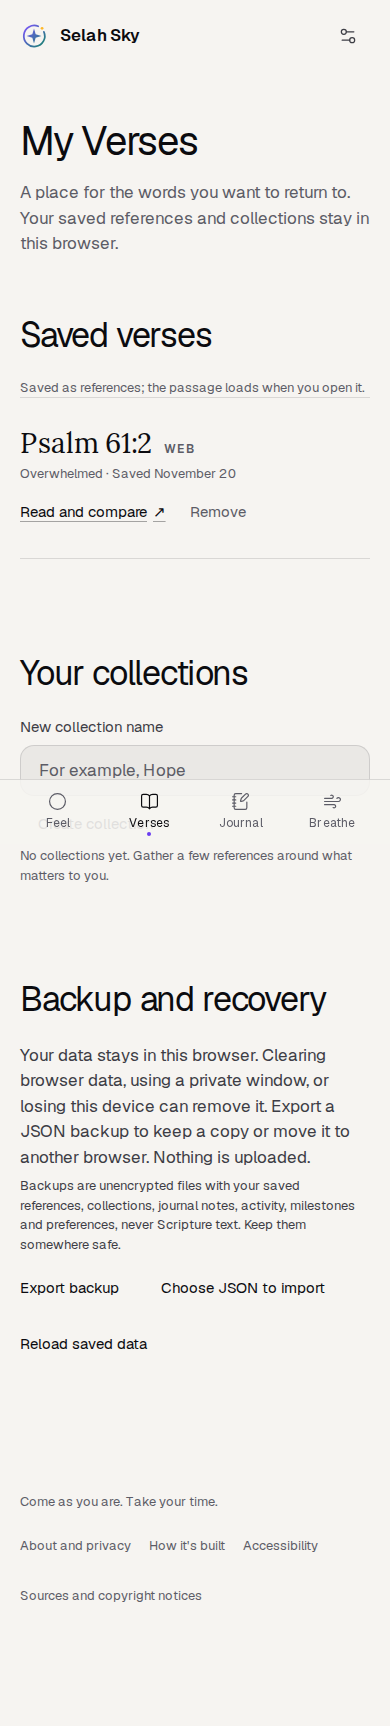 Selah Sky
My Verses
A place for the words you want to return to.
Your saved references and collections stay in
this browser.
Saved verses
Saved as references; the passage loads when you open it.
Psalm 61:2 WEB
Overwhelmed · Saved November 20
Read and compare ↗ Remove
Your collections
New collection name
For example, Hope
Create collection
Feel Verses Journal Breathe
No collections yet. Gather a few references around what
matters to you.
Backup and recovery
Your data stays in this browser. Clearing
browser data, using a private window, or
losing this device can remove it. Export a
JSON backup to keep a copy or move it to
another browser. Nothing is uploaded.
Backups are unencrypted files with your saved
references, collections, journal notes, activity, milestones
and preferences, never Scripture text. Keep them
somewhere safe.
Export backup Choose JSON to import
Reload saved data
Come as you are. Take your time.
About and privacy How it's built Accessibility
Sources and copyright notices